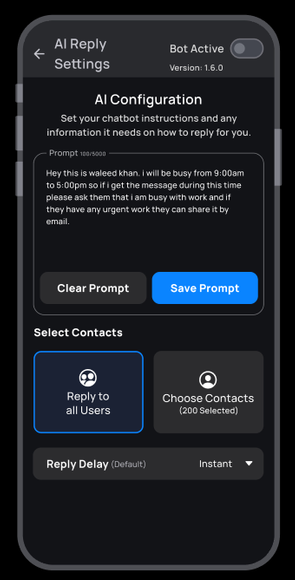 AI Reply
Settings
Bot Active
Version: 1.6.0
AI Configuration
Set your chatbot instructions and any
information it needs on how to reply for you.
Prompt 188/5000
Hey this is waleed khan. i will be busy from 9:00am
to 5:00pm so if i get the message during this time
please ask them that i am busy with work and if
they have any urgent work they can share it by
email.
Clear Prompt
Save Prompt
Select Contacts
Reply to
all Users
Choose Contacts
(200 Selected)
Reply Delay (Default)
Instant